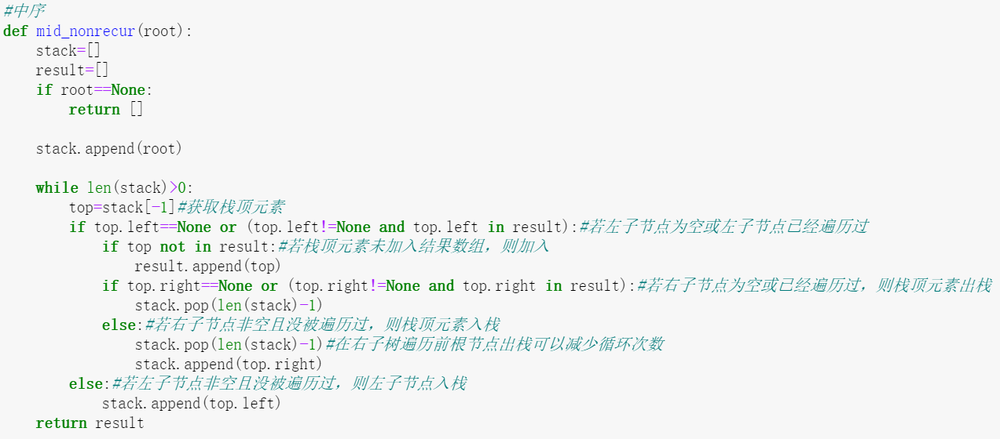 #中序
def mid_nonrecur(root):
    stack=[]
    result=[]
    if root==None:
        return []

    stack.append(root)

    while len(stack)>0:
        top=stack[-1]#获取栈顶元素
        if top.left==None or (top.left!=None and top.left in result):#若左子节点为空或左子节点已经遍历过
            if top not in result:#若栈顶元素未加入结果数组，则加入
                result.append(top)
            if top.right==None or (top.right!=None and top.right in result):#若右子节点为空或已经遍历过，则栈顶元素出栈
                stack.pop(len(stack)-1)
            else:#若右子节点非空且没被遍历过，则栈顶元素入栈
                stack.pop(len(stack)-1)#在右子树遍历前根节点出栈可以减少循环次数
                stack.append(top.right)
        else:#若左子节点非空且没被遍历过，则左子节点入栈
            stack.append(top.left)
    return result